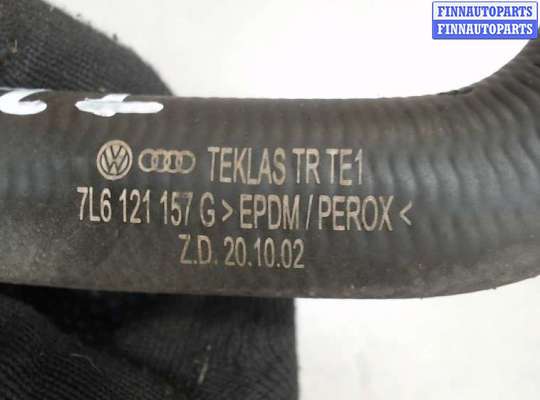 FINNAUTOPARTS
FINNAUTOPARTS
TEKLAS TR TE1
7L6 121 157 G > EPDM / PEROX <
Z.D. 20.10.02